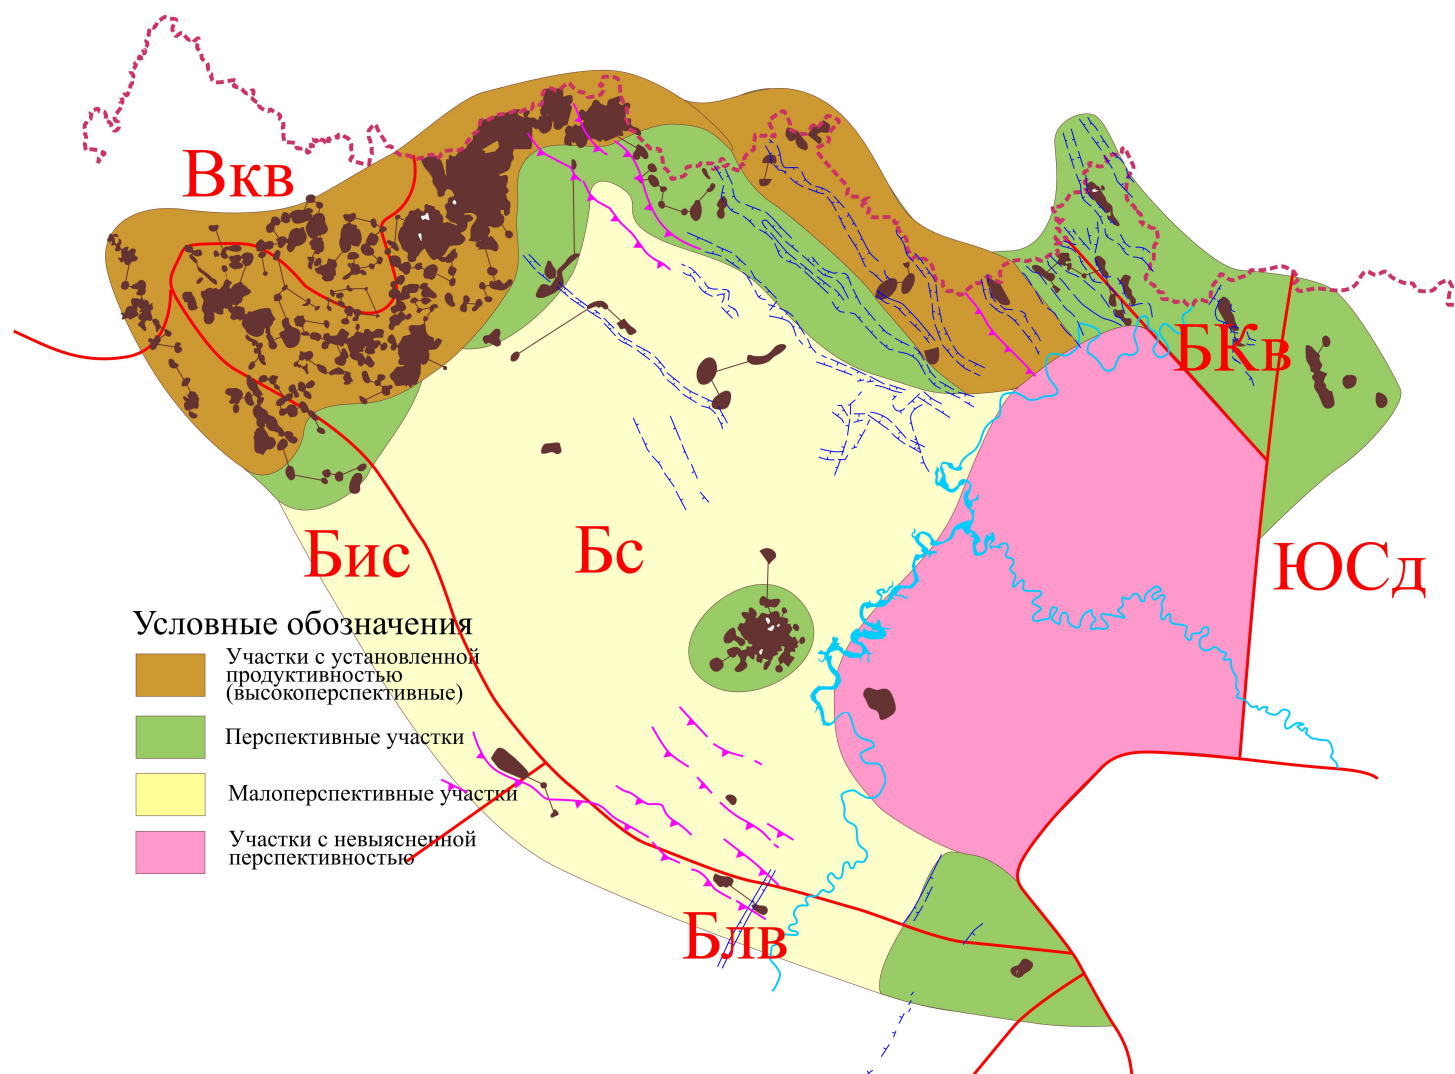 Вкв
БКв
Бис
Бс
ЮСд
Условные обозначения
Участки с установленной
продуктивностью
(высокоперспективные)
Перспективные участки
Малоперспективные участки
Участки с невыясненной
перспективностью
Блв